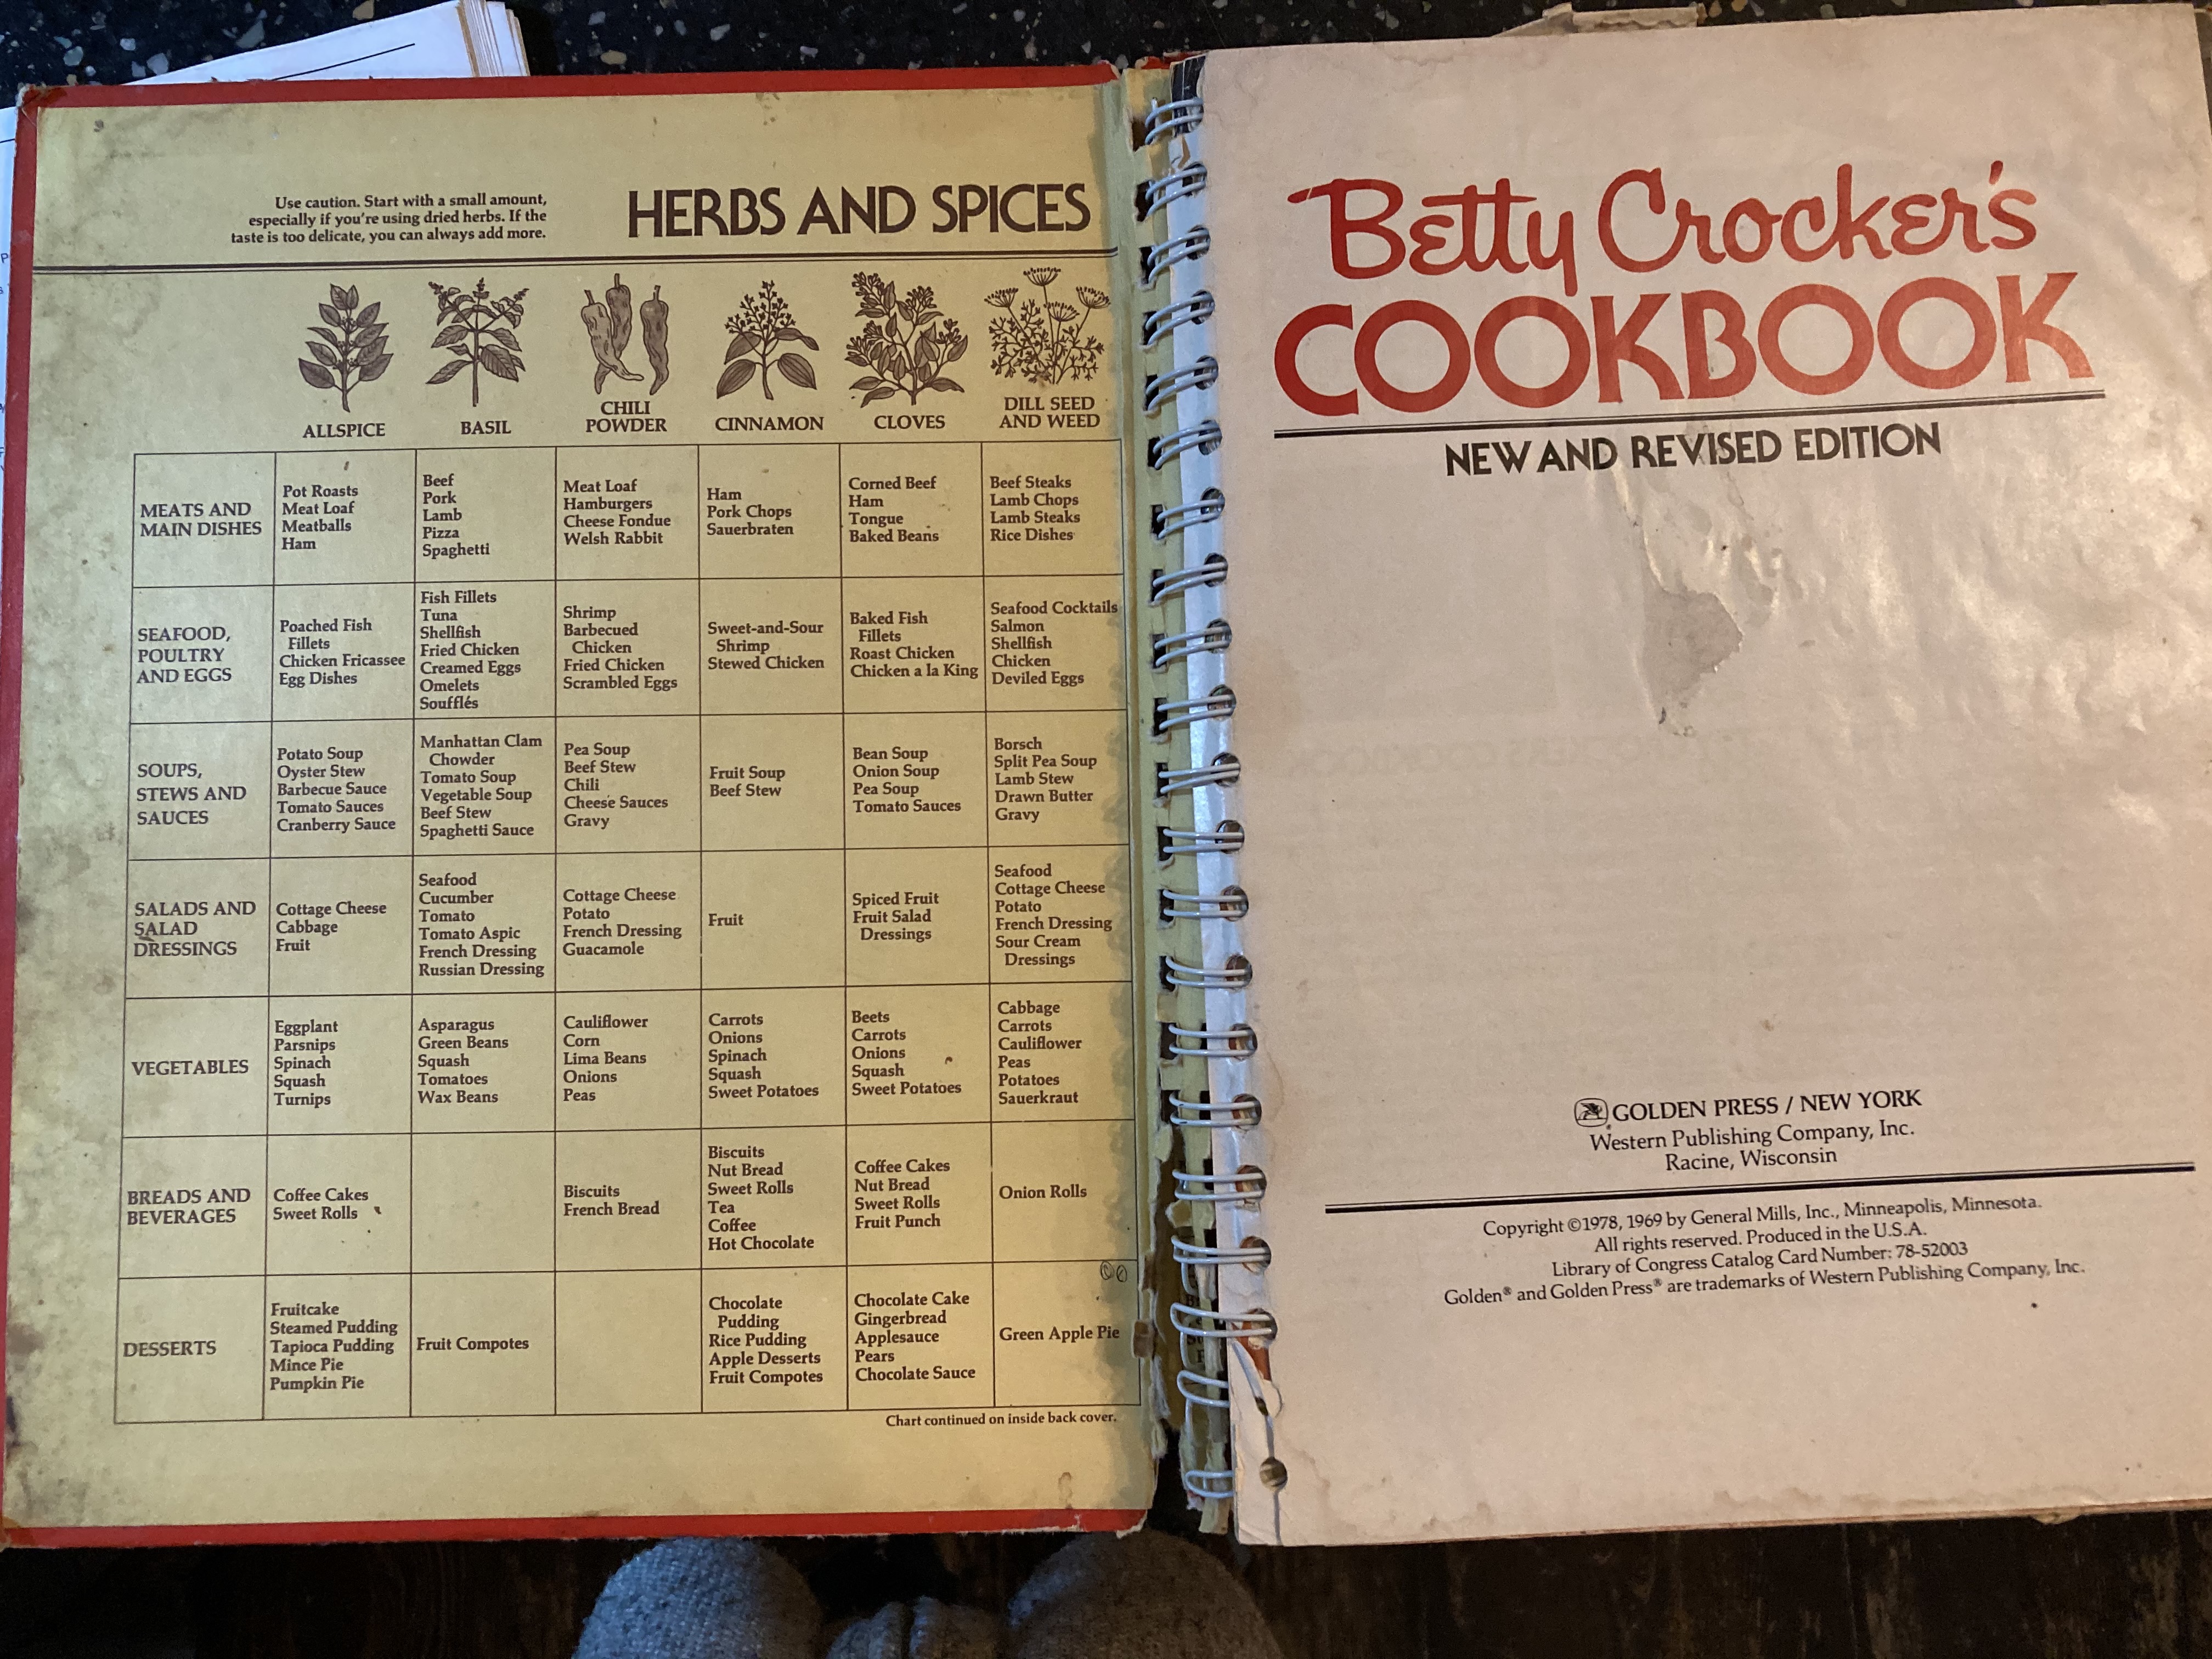 Use caution. Start with a small amount,
especially if you're using dried herbs. If the
taste is too delicate, you can always add more.
HERBS AND SPICES
ALLSPICE
BASIL
CHILI
POWDER
CINNAMON
CLOVES
DILL SEED
AND WEED
MEATS AND
MAIN DISHES
Pot Roasts
Meat Loaf
Meatballs
Ham
Beef
Pork
Lamb
Pizza
Spaghetti
Meat Loaf
Hamburgers
Cheese Fondue
Welsh Rabbit
Ham
Pork Chops
Sauerbraten
Corned Beef
Ham
Tongue
Baked Beans
Beef Steaks
Lamb Chops
Lamb Steaks
Rice Dishes
SEAFOOD,
POULTRY
AND EGGS
Poached Fish
Fillets
Chicken Fricassee
Egg Dishes
Fish Fillets
Tuna
Shellfish
Fried Chicken
Creamed Eggs
Omelets
Soufflés
Shrimp
Barbecued
Chicken
Fried Chicken
Scrambled Eggs
Sweet-and-Sour
Shrimp
Stewed Chicken
Baked Fish
Fillets
Roast Chicken
Chicken a la King
Seafood Cocktails
Salmon
Shellfish
Chicken
Deviled Eggs
SOUPS,
STEWS AND
SAUCES
Potato Soup
Oyster Stew
Barbecue Sauce
Tomato Sauces
Cranberry Sauce
Manhattan Clam
Chowder
Tomato Soup
Vegetable Soup
Beef Stew
Spaghetti Sauce
Pea Soup
Beef Stew
Chili
Cheese Sauces
Gravy
Fruit Soup
Beef Stew
Bean Soup
Onion Soup
Pea Soup
Tomato Sauces
Borsch
Split Pea Soup
Lamb Stew
Drawn Butter
Gravy
SALADS AND
SALAD
DRESSINGS
Cottage Cheese
Cabbage
Fruit
Seafood
Cucumber
Tomato
Tomato Aspic
French Dressing
Russian Dressing
Cottage Cheese
Potato
French Dressing
Guacamole
Fruit
Spiced Fruit
Fruit Salad
Dressings
Seafood
Cottage Cheese
Potato
French Dressing
Sour Cream
Dressings
VEGETABLES
Eggplant
Parsnips
Spinach
Squash
Turnips
Asparagus
Green Beans
Squash
Tomatoes
Wax Beans
Cauliflower
Corn
Lima Beans
Onions
Peas
Carrots
Onions
Spinach
Squash
Sweet Potatoes
Beets
Carrots
Onions
Squash
Sweet Potatoes
Cabbage
Carrots
Cauliflower
Peas
Potatoes
Sauerkraut
BREADS AND
BEVERAGES
Coffee Cakes
Sweet Rolls
Biscuits
French Bread
Biscuits
Nut Bread
Sweet Rolls
Tea
Coffee
Hot Chocolate
Coffee Cakes
Nut Bread
Sweet Rolls
Fruit Punch
Onion Rolls
DESSERTS
Fruitcake
Steamed Pudding
Tapioca Pudding
Mince Pie
Pumpkin Pie
Fruit Compotes
Chocolate
Pudding
Rice Pudding
Apple Desserts
Fruit Compotes
Chocolate Cake
Gingerbread
Applesauce
Pears
Chocolate Sauce
Green Apple Pie
Chart continued on inside back cover.
Betty Crocker's
COOKBOOK
NEW AND REVISED EDITION
GOLDEN PRESS / NEW YORK
Western Publishing Company, Inc.
Racine, Wisconsin
Copyright ©1978, 1969 by General Mills, Inc., Minneapolis, Minnesota.
All rights reserved. Produced in the U.S.A.
Library of Congress Catalog Card Number: 78-52003
Golden® and Golden Press® are trademarks of Western Publishing Company, Inc.